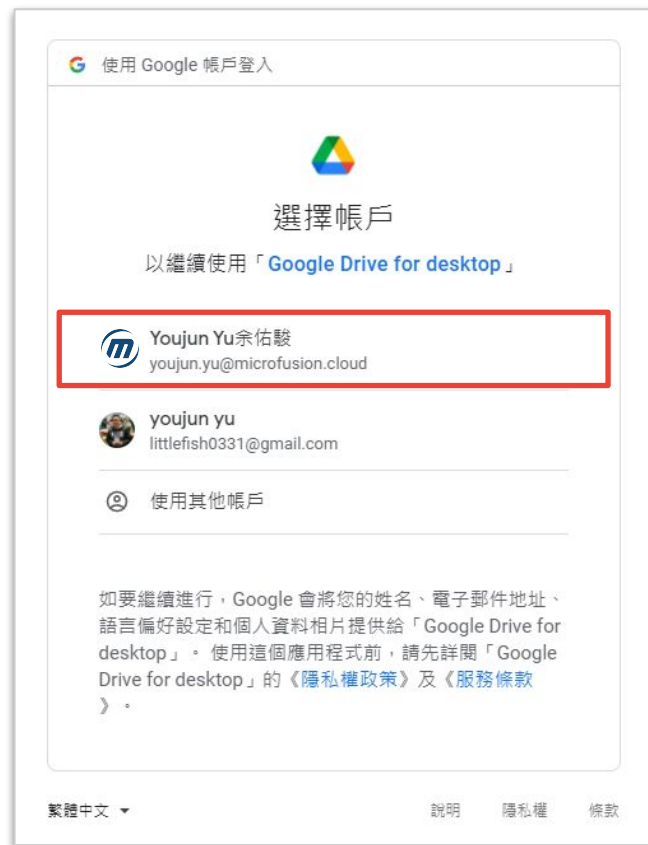 使用 Google 帳戶登入
選擇帳戶
以繼續使用「Google Drive for desktop」
Youjun Yu余佑駿
youjun.yu@microfusion.cloud
youjun yu
littlefish0331@gmail.com
使用其他帳戶
如要繼續進行，Google 會將您的姓名、電子郵件地址、
語言偏好設定和個人資料相片提供給「Google Drive for
desktop」。 使用這個應用程式前，請先詳閱「Google
Drive for desktop」的《隱私權政策》及《服務條款
》。
繁體中文
說明 隱私權 條款